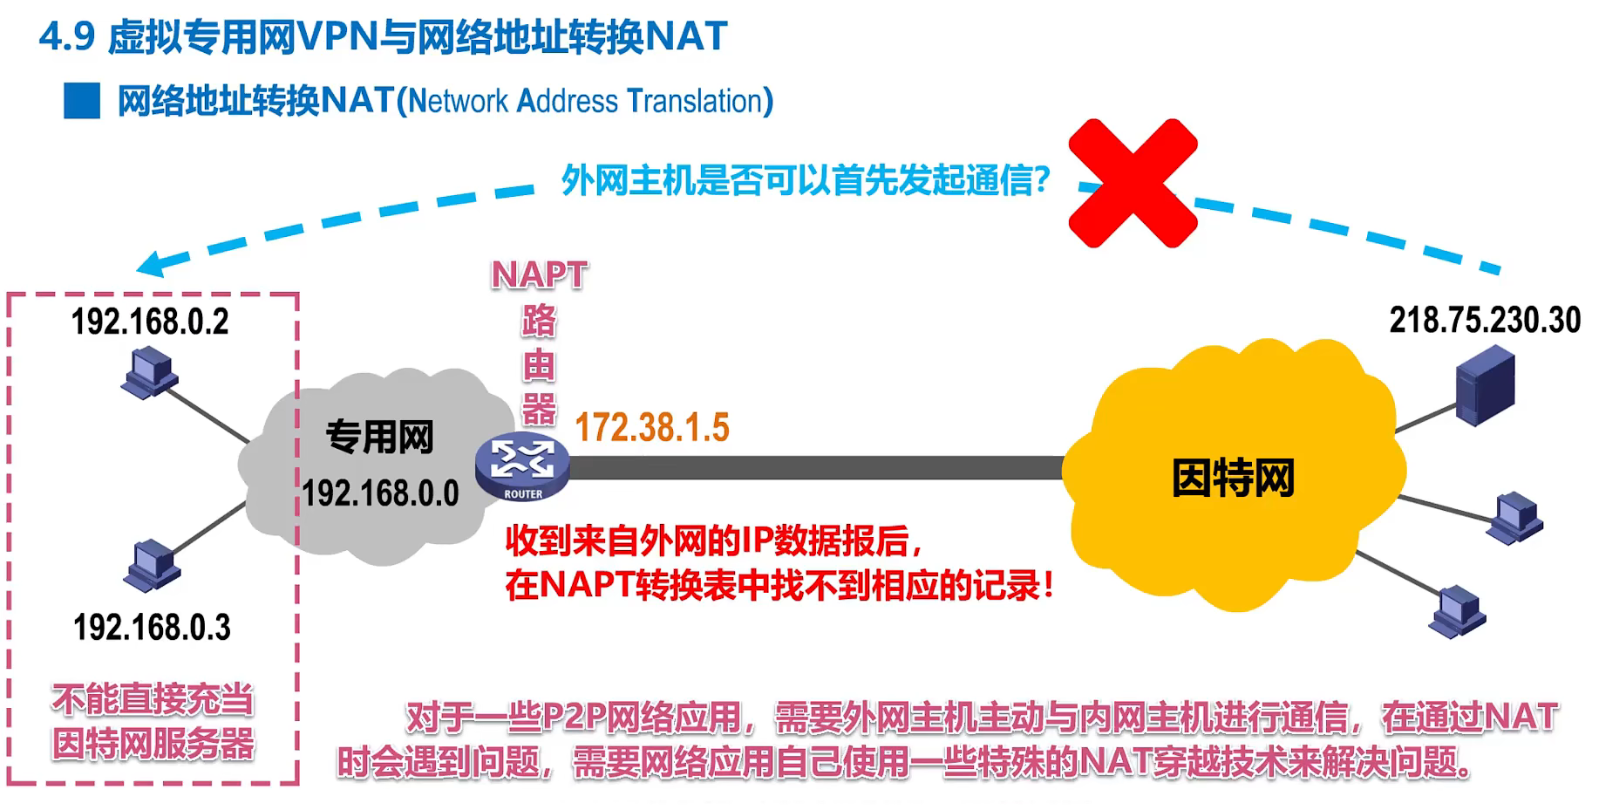 4.9 虚拟专用网VPN与网络地址转换NAT
网络地址转换NAT(Network Address Translation)
外网主机是否可以首先发起通信?
NAPT
路
由
器
192.168.0.2
218.75.230.30
专用网
192.168.0.0
172.38.1.5
ROUTER
因特网
收到来自外网的IP数据报后，
在NAPT转换表中找不到相应的记录！
192.168.0.3
不能直接充当
因特网服务器
对于一些P2P网络应用，需要外网主机主动与内网主机进行通信，在通过NAT
时会遇到问题，需要网络应用自己使用一些特殊的NAT穿越技术来解决问题。